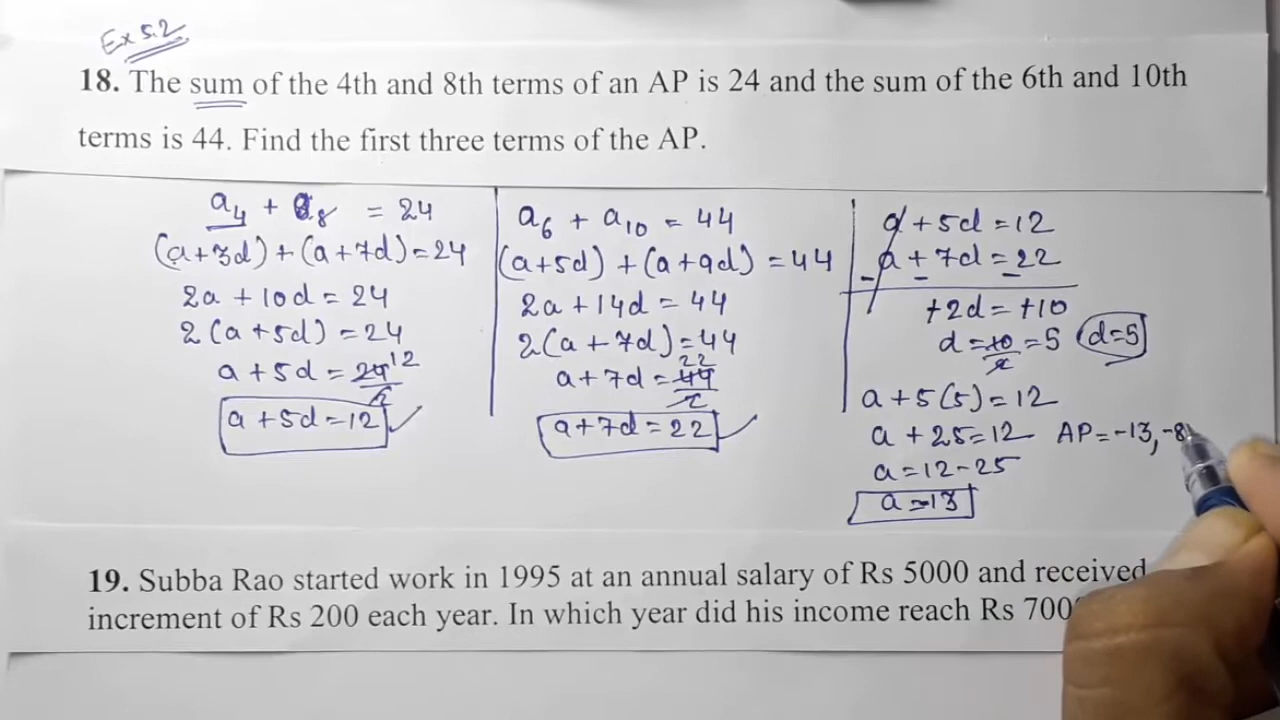 Ex 5.2
18. The sum of the 4th and 8th terms of an AP is 24 and the sum of the 6th and 10th
terms is 44. Find the first three terms of the AP.
a₄ + a₈ = 24
(a+3d)+(a+7d)=24
2a + 10d = 24
2(a+5d) = 24
a+5d = 24/2 12
a+5d=12
a₆ + a₁₀ = 44
(a+5d)+(a+9d) = 44
2a+14d = 44
2(a+7d)=44
a+7d = 44/2 22
a+7d=22
a+5d=12
a+7d=22
- - -
+2d=+10
d=10/2=5 d=5
a+5(5)=12
a+25=12 AP=-13,-8
a=12-25
a=-13
19. Subba Rao started work in 1995 at an annual salary of Rs 5000 and received
increment of Rs 200 each year. In which year did his income reach Rs 700